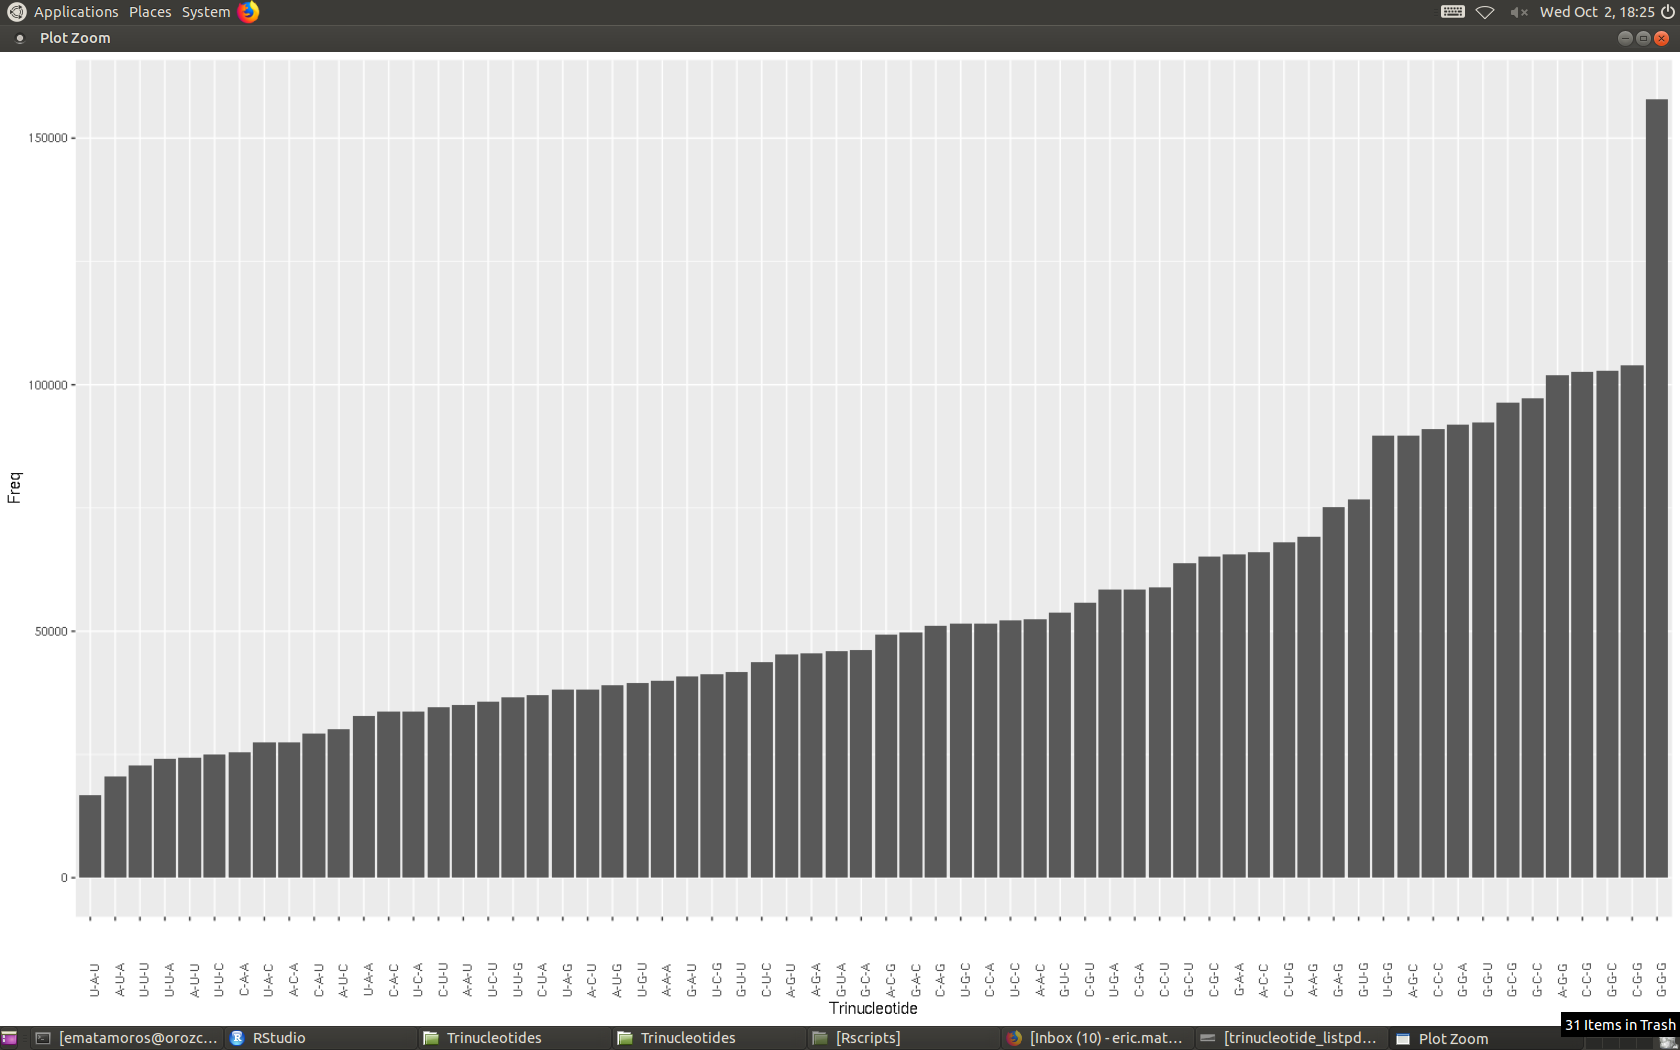 Applications Places System
Wed Oct 2, 18:25
Plot Zoom
150000
100000
50000
0
Freq
U-A-U
A-U-A
U-U-U
U-U-A
A-U-U
U-U-C
C-A-A
U-A-C
A-C-A
C-A-U
A-U-C
U-A-A
C-A-C
U-C-A
C-U-U
A-A-U
U-C-U
U-U-G
C-U-A
U-A-G
A-C-U
A-U-G
U-G-U
A-A-A
G-A-U
U-C-G
G-U-U
C-U-C
A-G-U
A-G-A
G-U-A
G-C-A
A-C-G
G-A-C
C-A-G
U-G-C
C-C-A
U-C-C
A-A-C
G-U-C
C-G-U
U-G-A
C-G-A
C-C-U
G-C-U
C-G-C
G-A-A
A-C-C
C-U-G
A-A-G
G-A-G
G-U-G
U-G-G
A-G-C
C-C-C
G-G-A
G-G-U
G-C-G
G-C-C
A-G-G
C-C-G
G-G-C
C-G-G
G-G-G
Trinucleotide
31 Items in Trash
[ematamoros@orozc... RStudio Trinucleotides Trinucleotides [Rscripts] [Inbox (10) - eric.mat... [trinucleotide_listpd... Plot Zoom